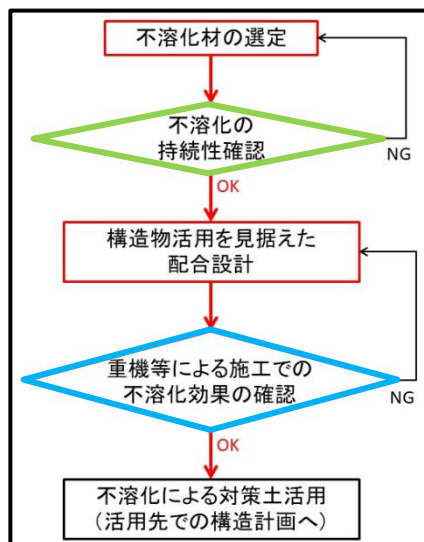 不溶化材の選定
不溶化の
持続性確認
NG
OK
構造物活用を見据えた
配合設計
重機等による施工での
不溶化効果の確認
NG
OK
不溶化による対策土活用
(活用先での構造計画へ)